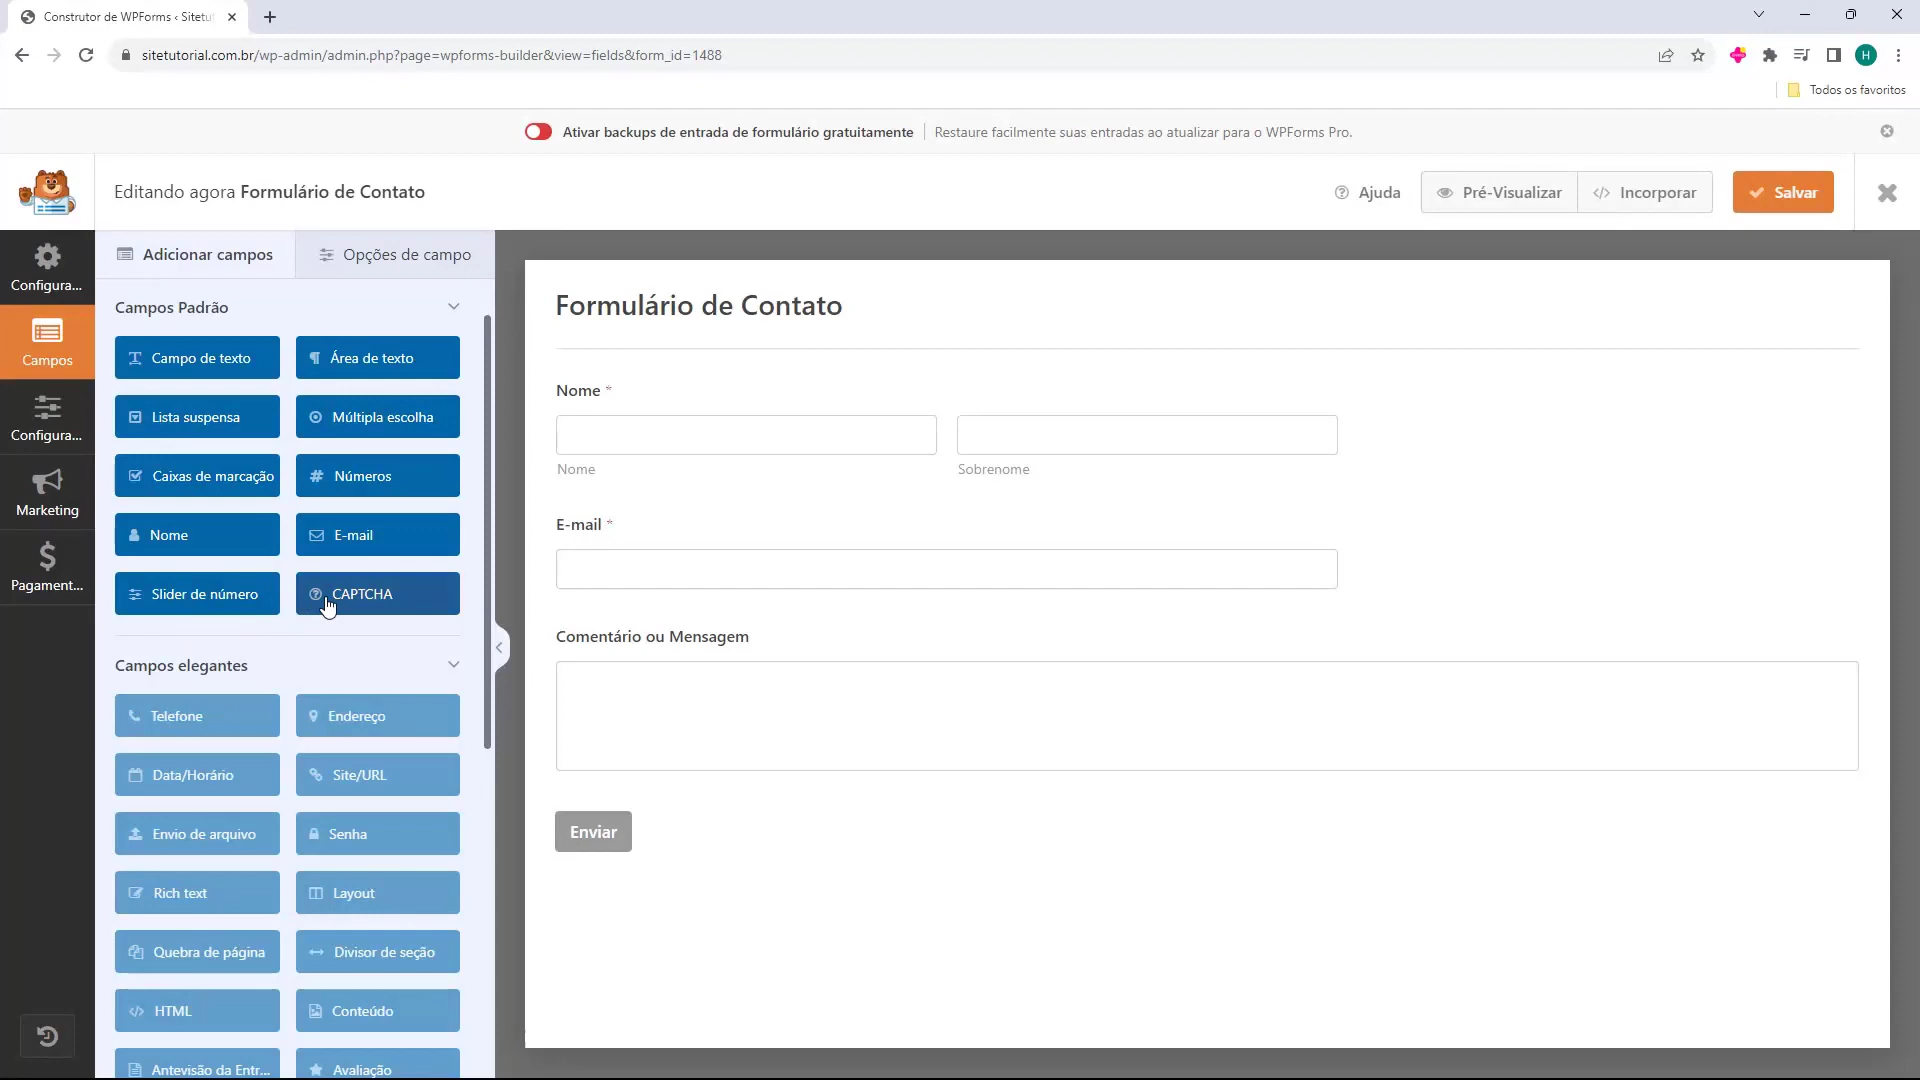 Construtor de WPForms ‹ Sitetu
sitetutorial.com.br/wp-admin/admin.php?page=wpforms-builder&view=fields&form_id=1488
H
Todos os favoritos
Ativar backups de entrada de formulário gratuitamente
Restaure facilmente suas entradas ao atualizar para o WPForms Pro.
Editando agora Formulário de Contato
Ajuda
Pré-Visualizar
Incorporar
Salvar
Configura...
Campos
Configura...
Marketing
Pagament...
Adicionar campos
Opções de campo
Campos Padrão
Campo de texto
Área de texto
Lista suspensa
Múltipla escolha
Caixas de marcação
Números
Nome
E-mail
Slider de número
CAPTCHA
Campos elegantes
Telefone
Endereço
Data/Horário
Site/URL
Envio de arquivo
Senha
Rich text
Layout
Quebra de página
Divisor de seção
HTML
Conteúdo
Antevisão da Entr...
Avaliação
Formulário de Contato
Nome *
Nome
Sobrenome
E-mail *
Comentário ou Mensagem
Enviar